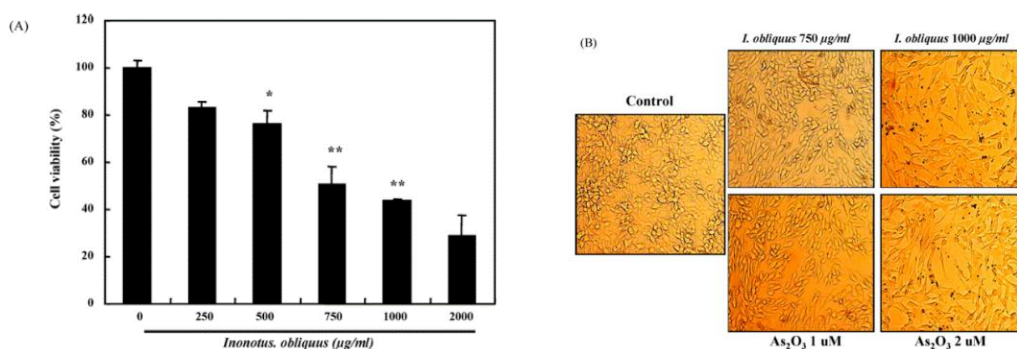 (A)
120
100
80
60
40
20
0
Cell viability (%)
*
**
**
0 250 500 750 1000 2000
Inonotus. obliquus (µg/ml)
(B)
I. obliquus 750 µg/ml I. obliquus 1000 µg/ml
Control
As₂O₃ 1 uM As₂O₃ 2 uM